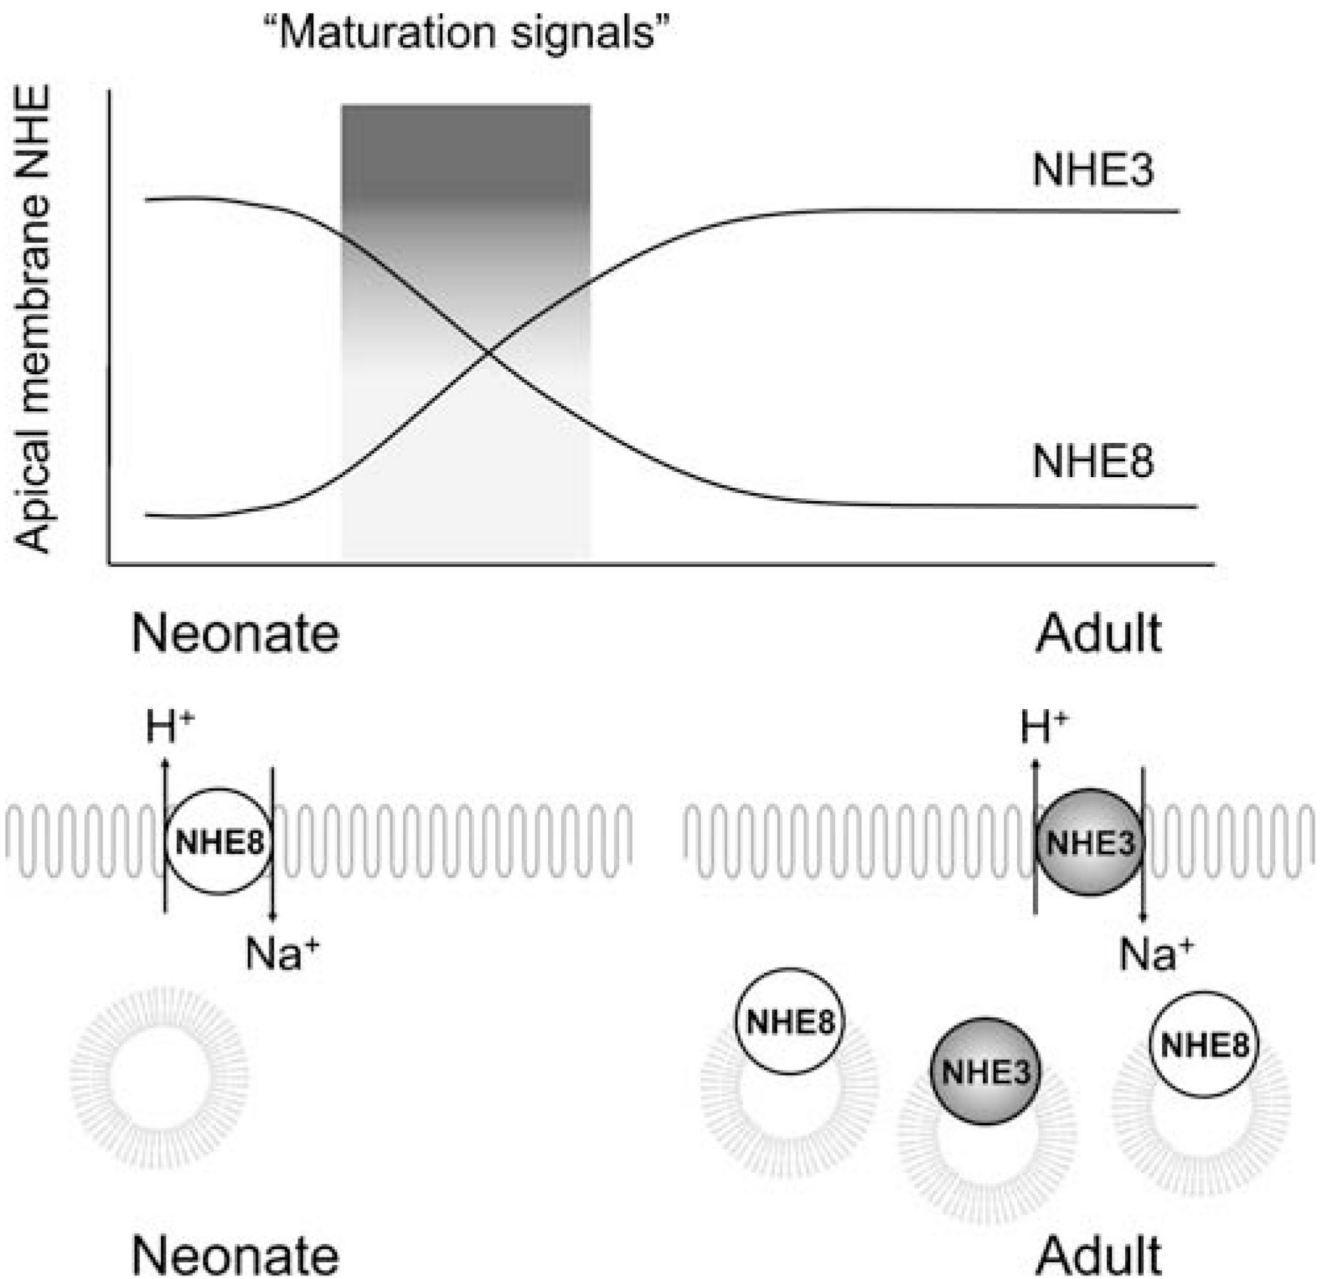 “Maturation signals”
Apical membrane NHE
NHE3
NHE8
Neonate
Adult
H⁺
H⁺
NHE8
NHE3
Na⁺
Na⁺
NHE8
NHE3
NHE8
Neonate
Adult